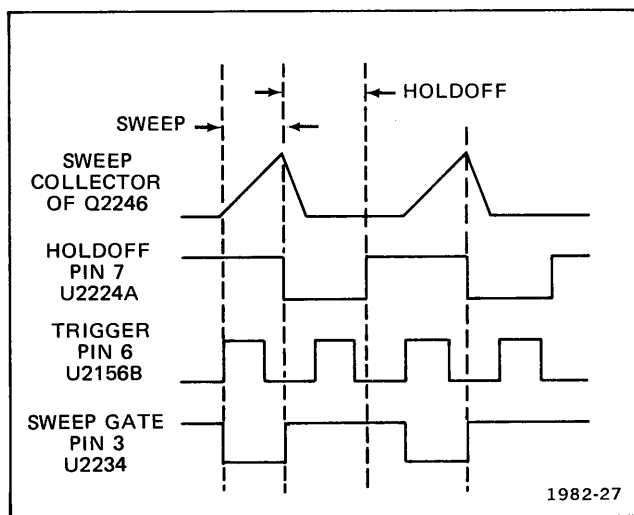 HOLDOFF
SWEEP
SWEEP
COLLECTOR
OF Q2246
HOLDOFF
PIN 7
U2224A
TRIGGER
PIN 6
U2156B
SWEEP GATE
PIN 3
U2234
1982-27